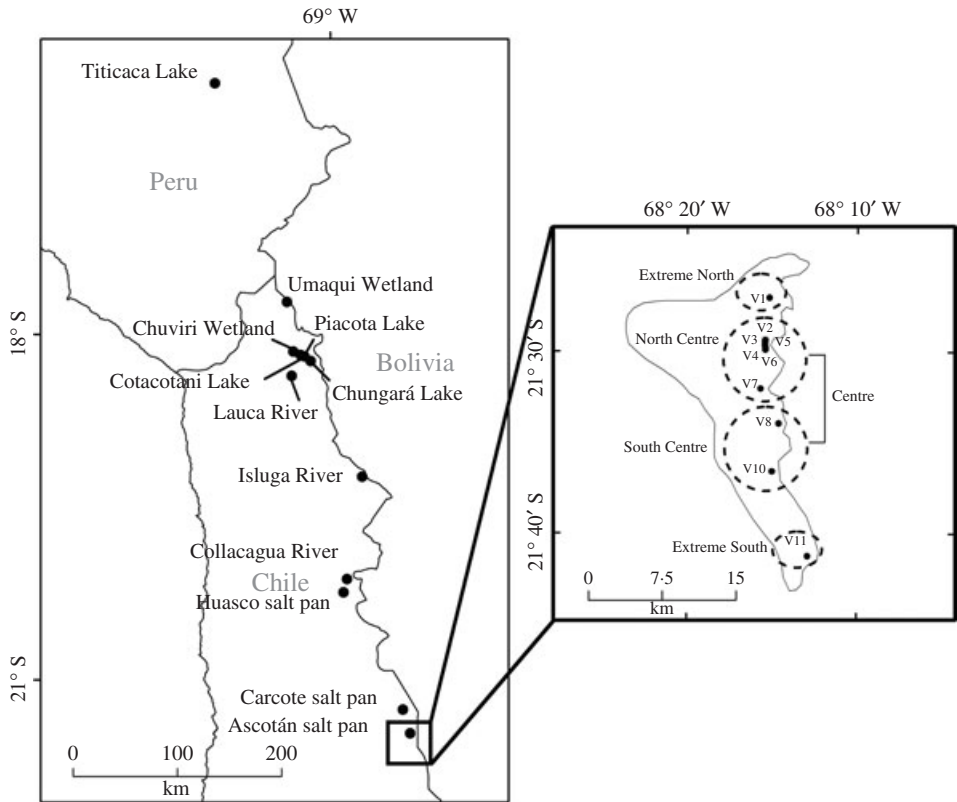 69° W
Titicaca Lake
Peru
Umaqui Wetland
Chuviri Wetland
Piacota Lake
18° S
Bolivia
Cotacotani Lake
Chungará Lake
Lauca River
Isluga River
Collacagua River
Chile
Huasco salt pan
21° S
Carcote salt pan
Ascotán salt pan
0 100 200
km
68° 20′ W
68° 10′ W
Extreme North
V1
V2
North Centre
V3
V5
V4
V6
21° 30′ S
V7
Centre
V8
South Centre
V10
21° 40′ S
V11
Extreme South
0 7·5 15
km